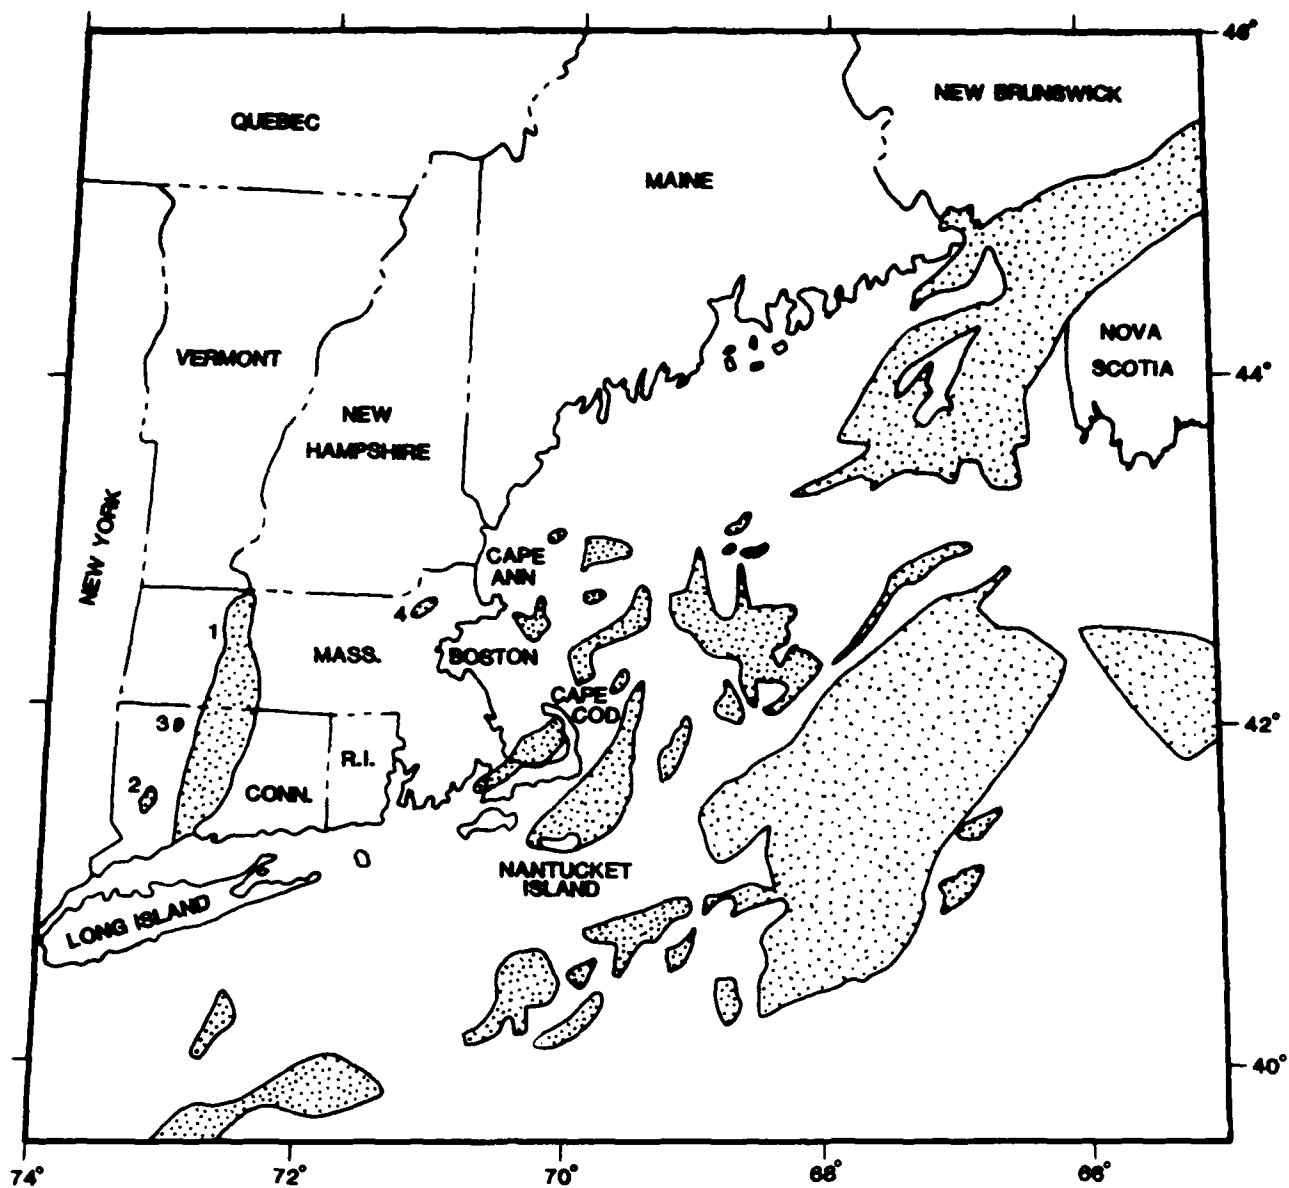 46°
NEW BRUNSWICK
QUEBEC
MAINE
NOVA
SCOTIA
VERMONT
44°
NEW
HAMPSHIRE
NEW YORK
CAPE
ANN
4
1
MASS.
BOSTON
CAPE
COD
3
42°
R.I.
2
CONN.
NANTUCKET
ISLAND
LONG ISLAND
40°
74°
72°
70°
68°
66°